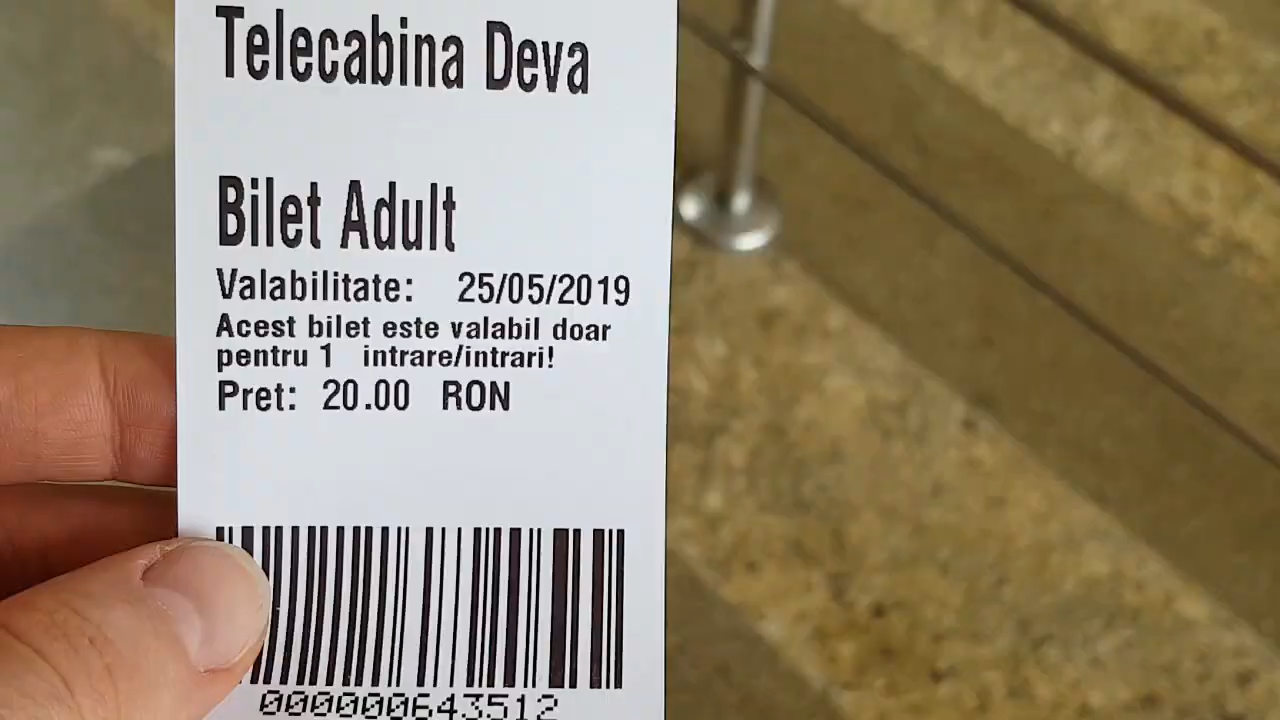 Telecabina Deva
Bilet Adult
Valabilitate: 25/05/2019
Acest bilet este valabil doar
pentru 1 intrare/intrari!
Pret: 20.00 RON
000000643512